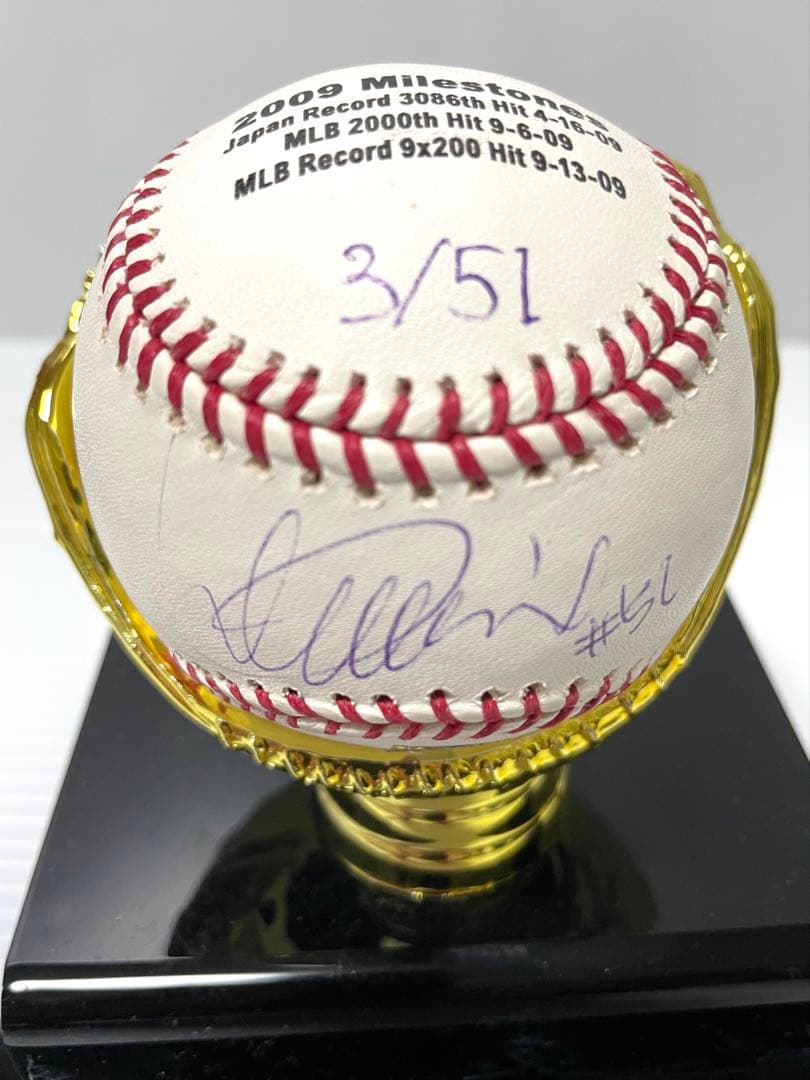 2009 Milestones
Japan Record 3086th Hit 4-16-09
MLB 2000th Hit 9-6-09
MLB Record 9x200 Hit 9-13-09
3/51
#51